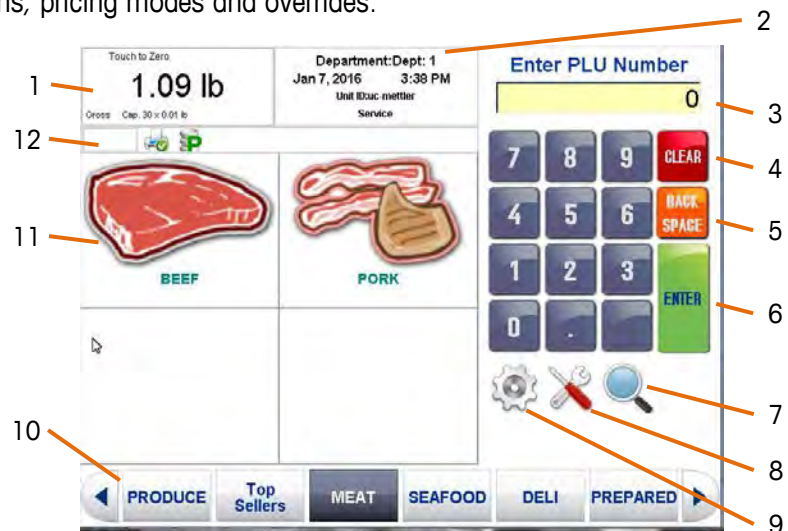 ns, pricing modes and overrides.
2
Touch to Zero
1.09 lb
Gross Cap. 30 x 0.01 lb
Department:Dept: 1
Jan 7, 2016 3:38 PM
Unit ID:uc-mettler
Service
Enter PLU Number
0
1
3
12
P
7 8 9 CLEAR
4
4 5 6 BACK SPACE
5
11
BEEF
PORK
1 2 3 ENTER
6
0 .
7
8
10
PRODUCE
Top
Sellers
MEAT
SEAFOOD
DELI
PREPARED
9